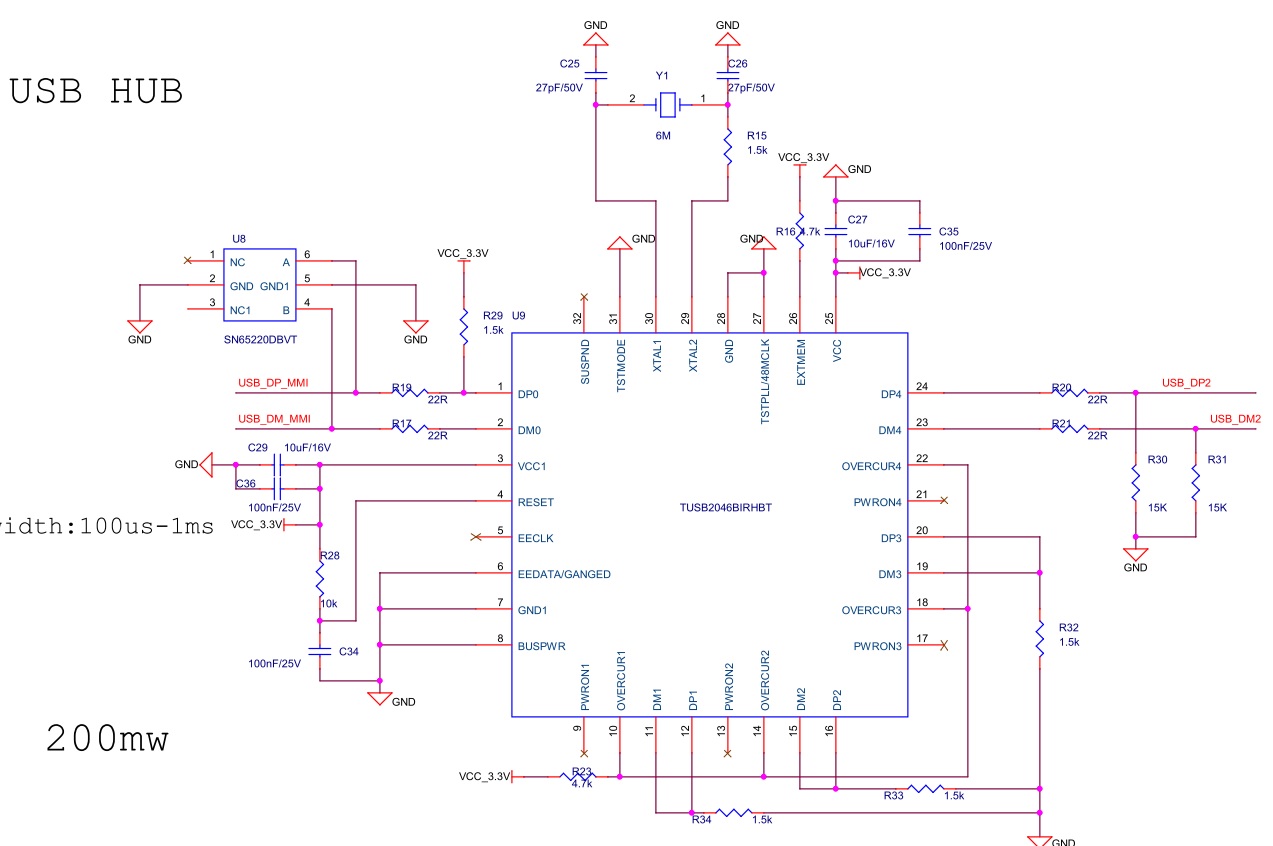 USB HUB
GND
GND
C25
27pF/50V
Y1
2
1
6M
C26
27pF/50V
R15
1.5k
VCC_3.3V
GND
R16 4.7k
C27
10uF/16V
C35
100nF/25V
VCC_3.3V
GND
GND
U8
1 NC A 6
2 GND GND1 5
3 NC1 B 4
SN65220DBVT
GND
GND
VCC_3.3V
R29
1.5k
U9
32 31 30 29 28 27 26 25
SUSPND
TSTMODE
XTAL1
XTAL2
GND
TSTPLL/48MCLK
EXTMEM
VCC
USB_DP_MMI
R19
22R
1 DP0
USB_DM_MMI
R17
22R
2 DM0
C29 10uF/16V
GND
3 VCC1
C36
100nF/25V
4 RESET
VCC_3.3V
width:100us-1ms
5 EECLK
R28
10k
6 EEDATA/GANGED
7 GND1
C34
100nF/25V
8 BUSPWR
GND
TUSB2046BIRHBT
DP4 24
R20
22R
USB_DP2
DM4 23
R21
22R
USB_DM2
OVERCUR4 22
R30
15K
R31
15K
PWRON4 21
DP3 20
GND
DM3 19
OVERCUR3 18
R32
1.5k
PWRON3 17
PWRON1
OVERCUR1
DM1
DP1
PWRON2
OVERCUR2
DM2
DP2
9 10 11 12 13 14 15 16
200mw
VCC_3.3V
R23
4.7k
R33 1.5k
R34 1.5k
GND